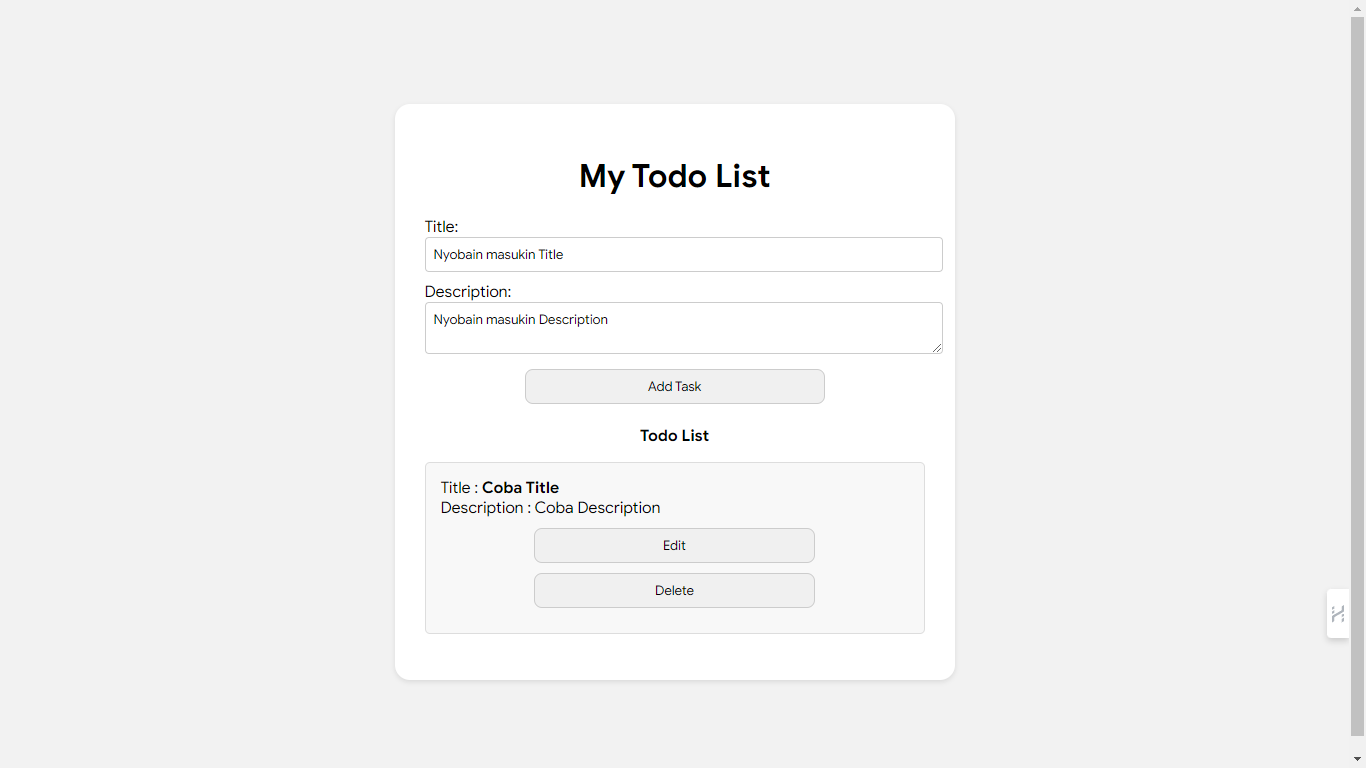 My Todo List
Title:
Nyobain masukin Title
Description:
Nyobain masukin Description
Add Task
Todo List
Title : Coba Title
Description : Coba Description
Edit
Delete